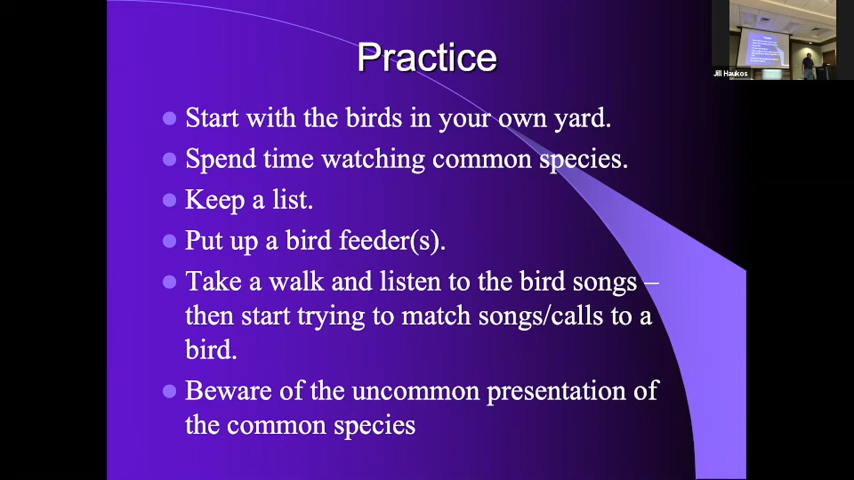 Practice
Start with the birds in your own yard.
Spend time watching common species.
Keep a list.
Put up a bird feeder(s).
Take a walk and listen to the bird songs –
then start trying to match songs/calls to a
bird.
Beware of the uncommon presentation of
the common species
Jill Haukos